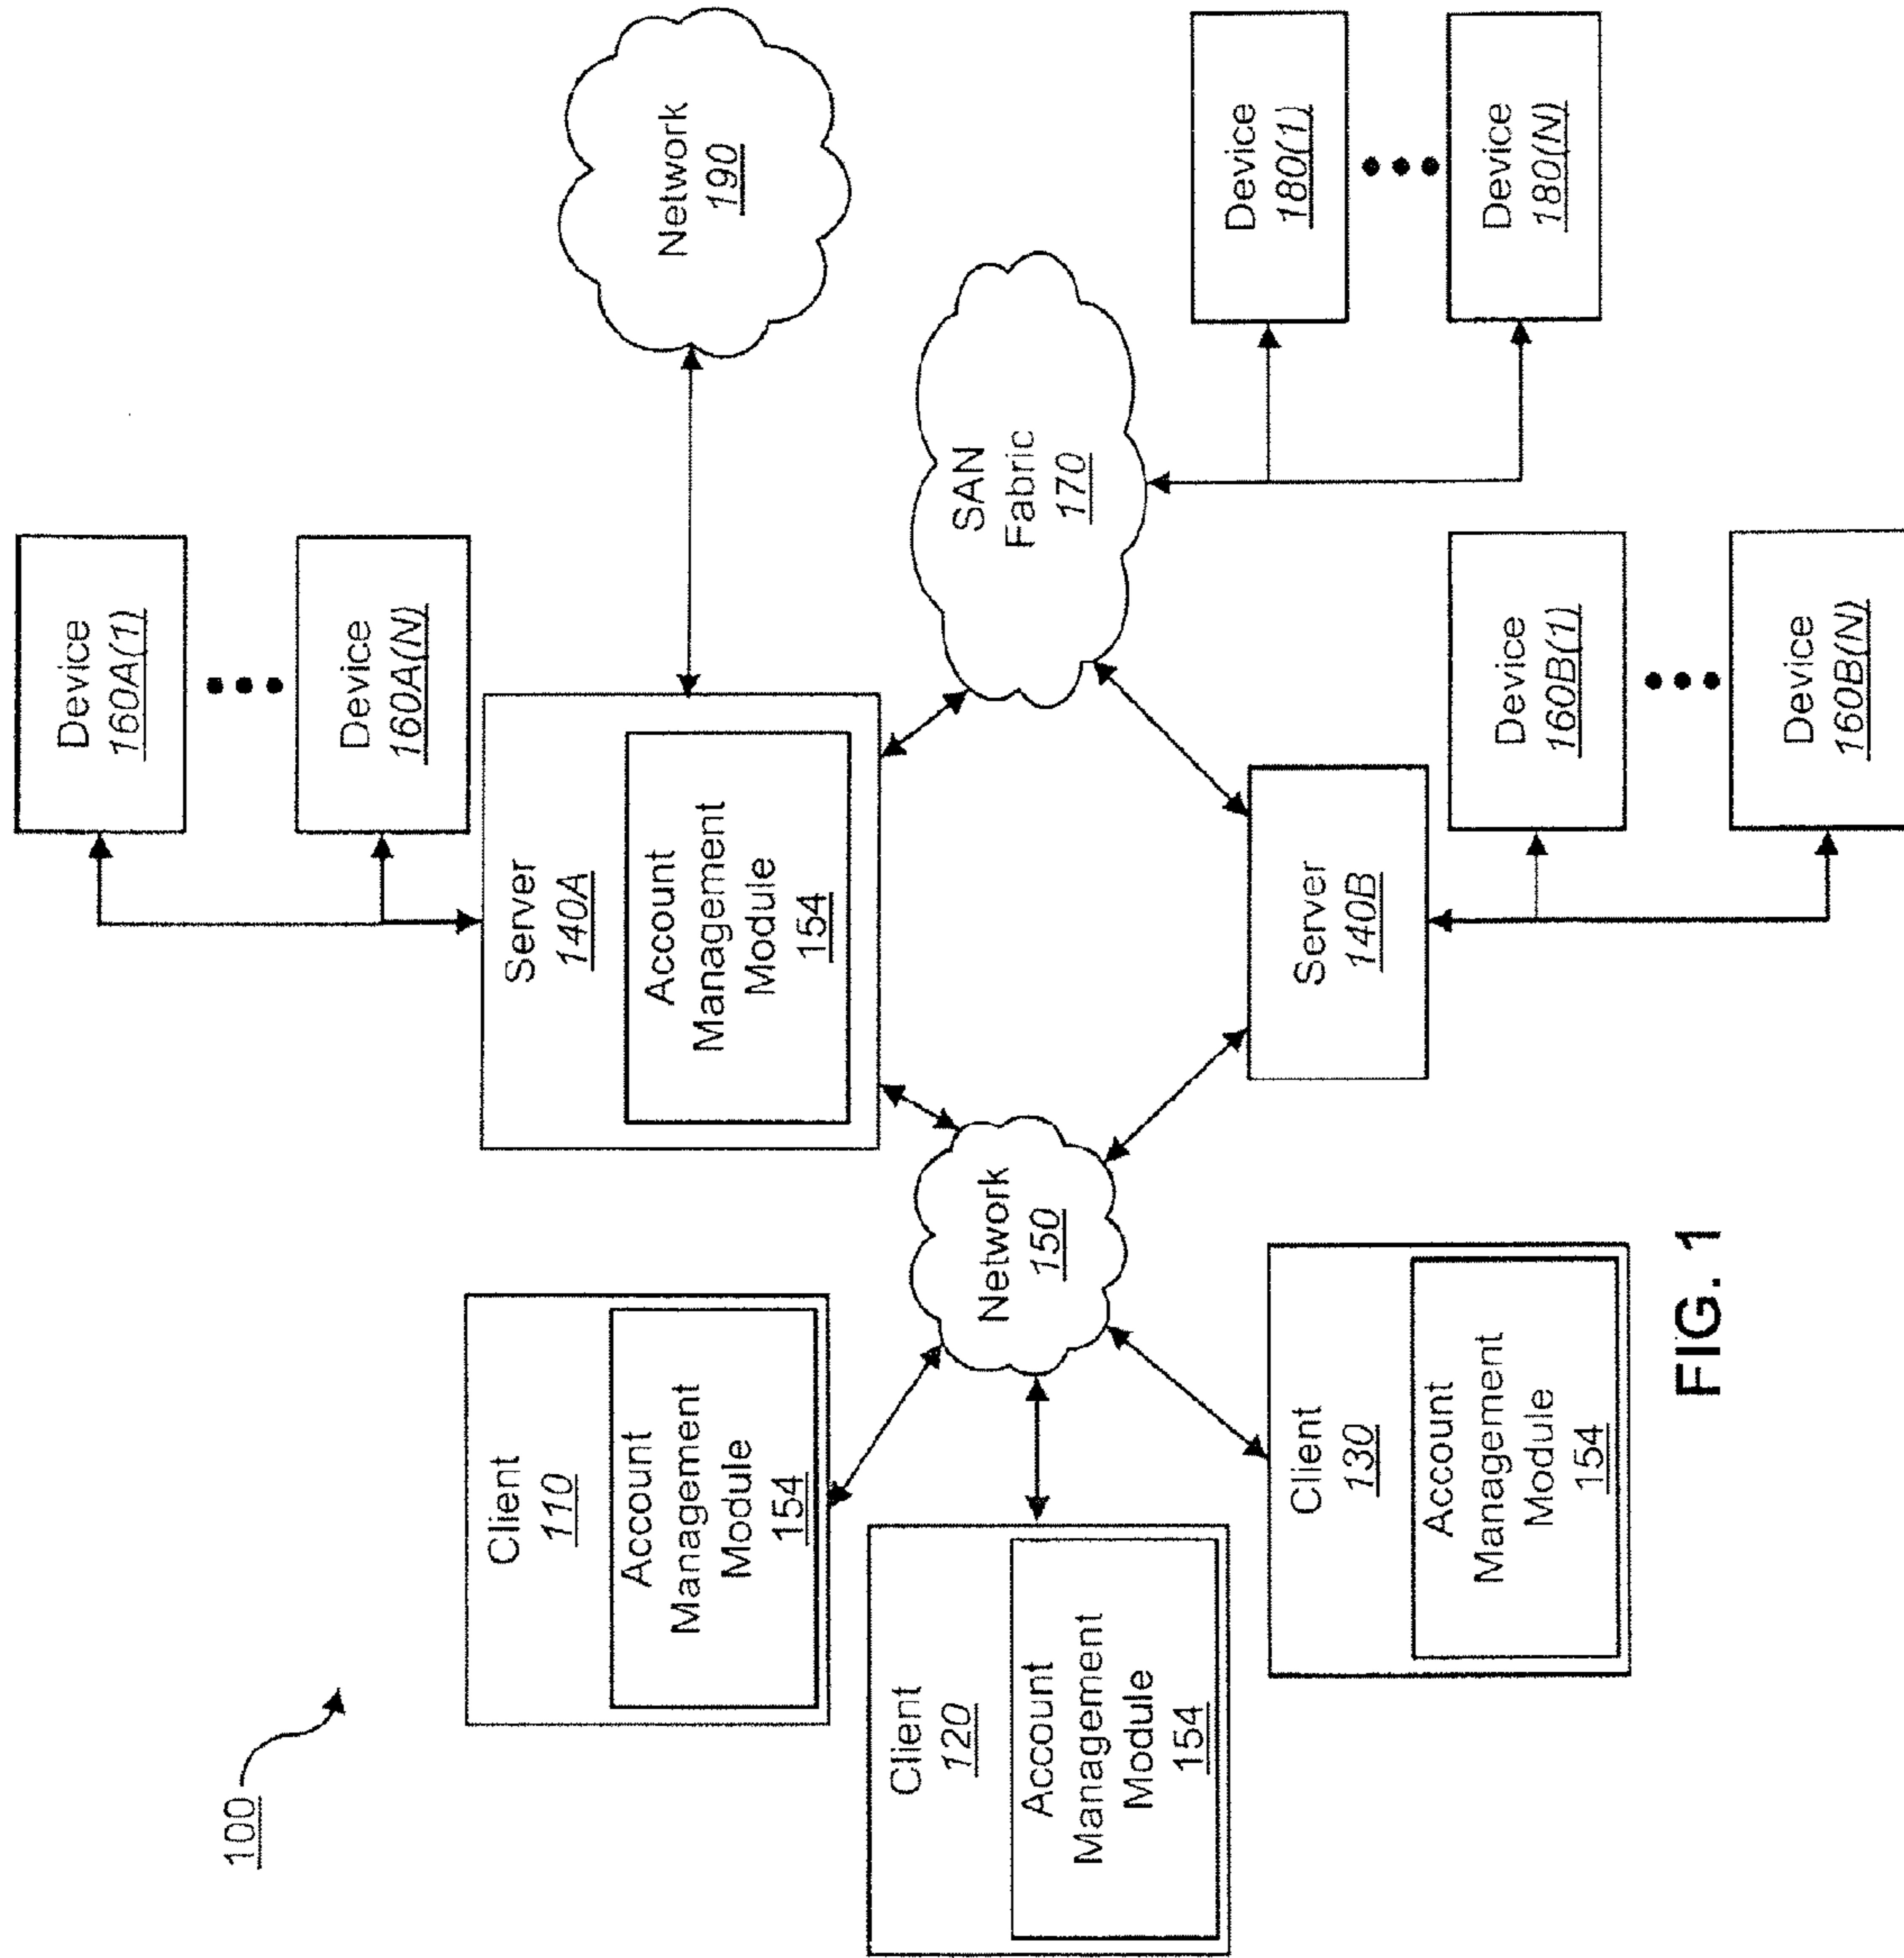 100
Client
110
Account
Management
Module
154
Client
120
Account
Management
Module
154
Client
130
Account
Management
Module
154
Network
150
Server
140A
Account
Management
Module
154
Server
140B
Device
160A(1)
Device
160A(N)
Network
190
SAN
Fabric
170
Device
180(1)
Device
180(N)
Device
160B(1)
Device
160B(N)
FIG. 1